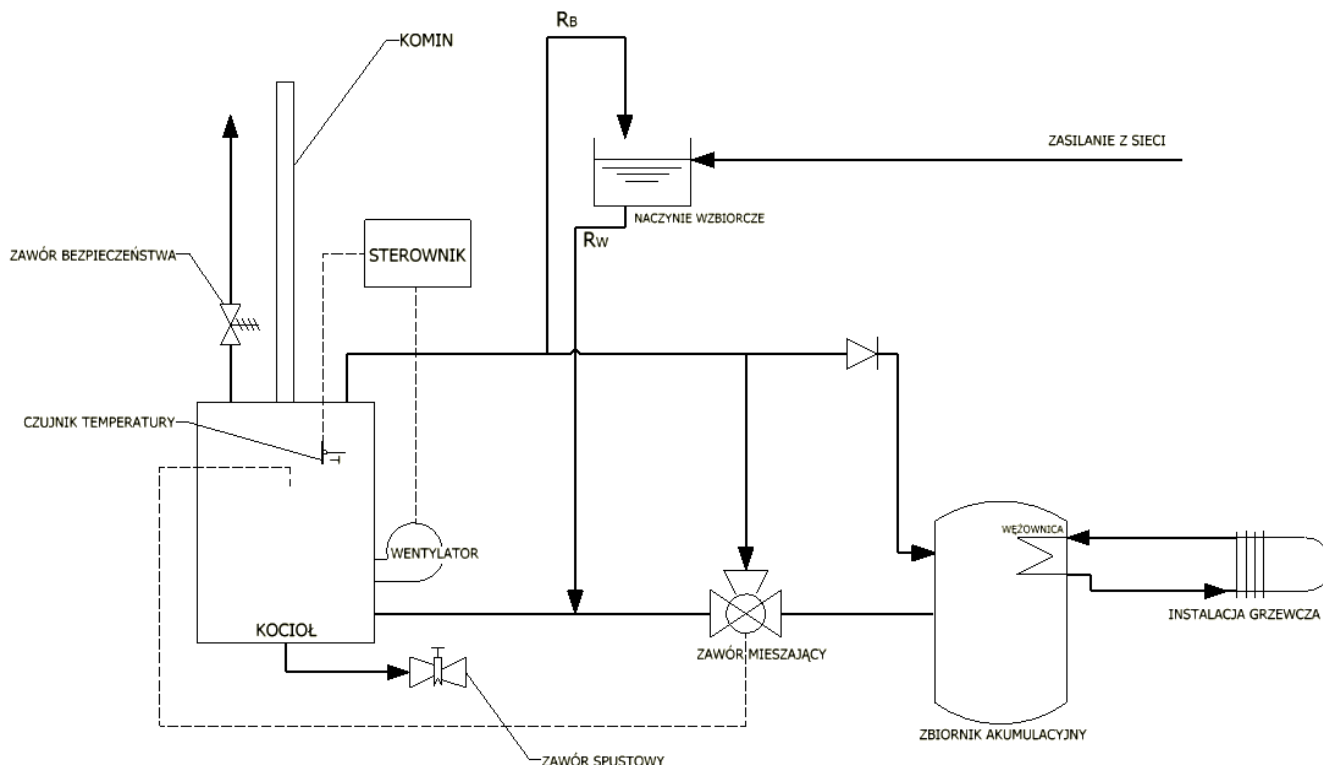 RB
KOMIN
ZASILANIE Z SIECI
NACZYNIE WZBIORCZE
RW
STEROWNIK
ZAWÓR BEZPIECZEŃSTWA
CZUJNIK TEMPERATURY
T
WENTYLATOR
WĘŻOWNICA
INSTALACJA GRZEWCZA
KOCIOŁ
ZAWÓR MIESZAJĄCY
ZBIORNIK AKUMULACYJNY
ZAWÓR SPUSTOWY